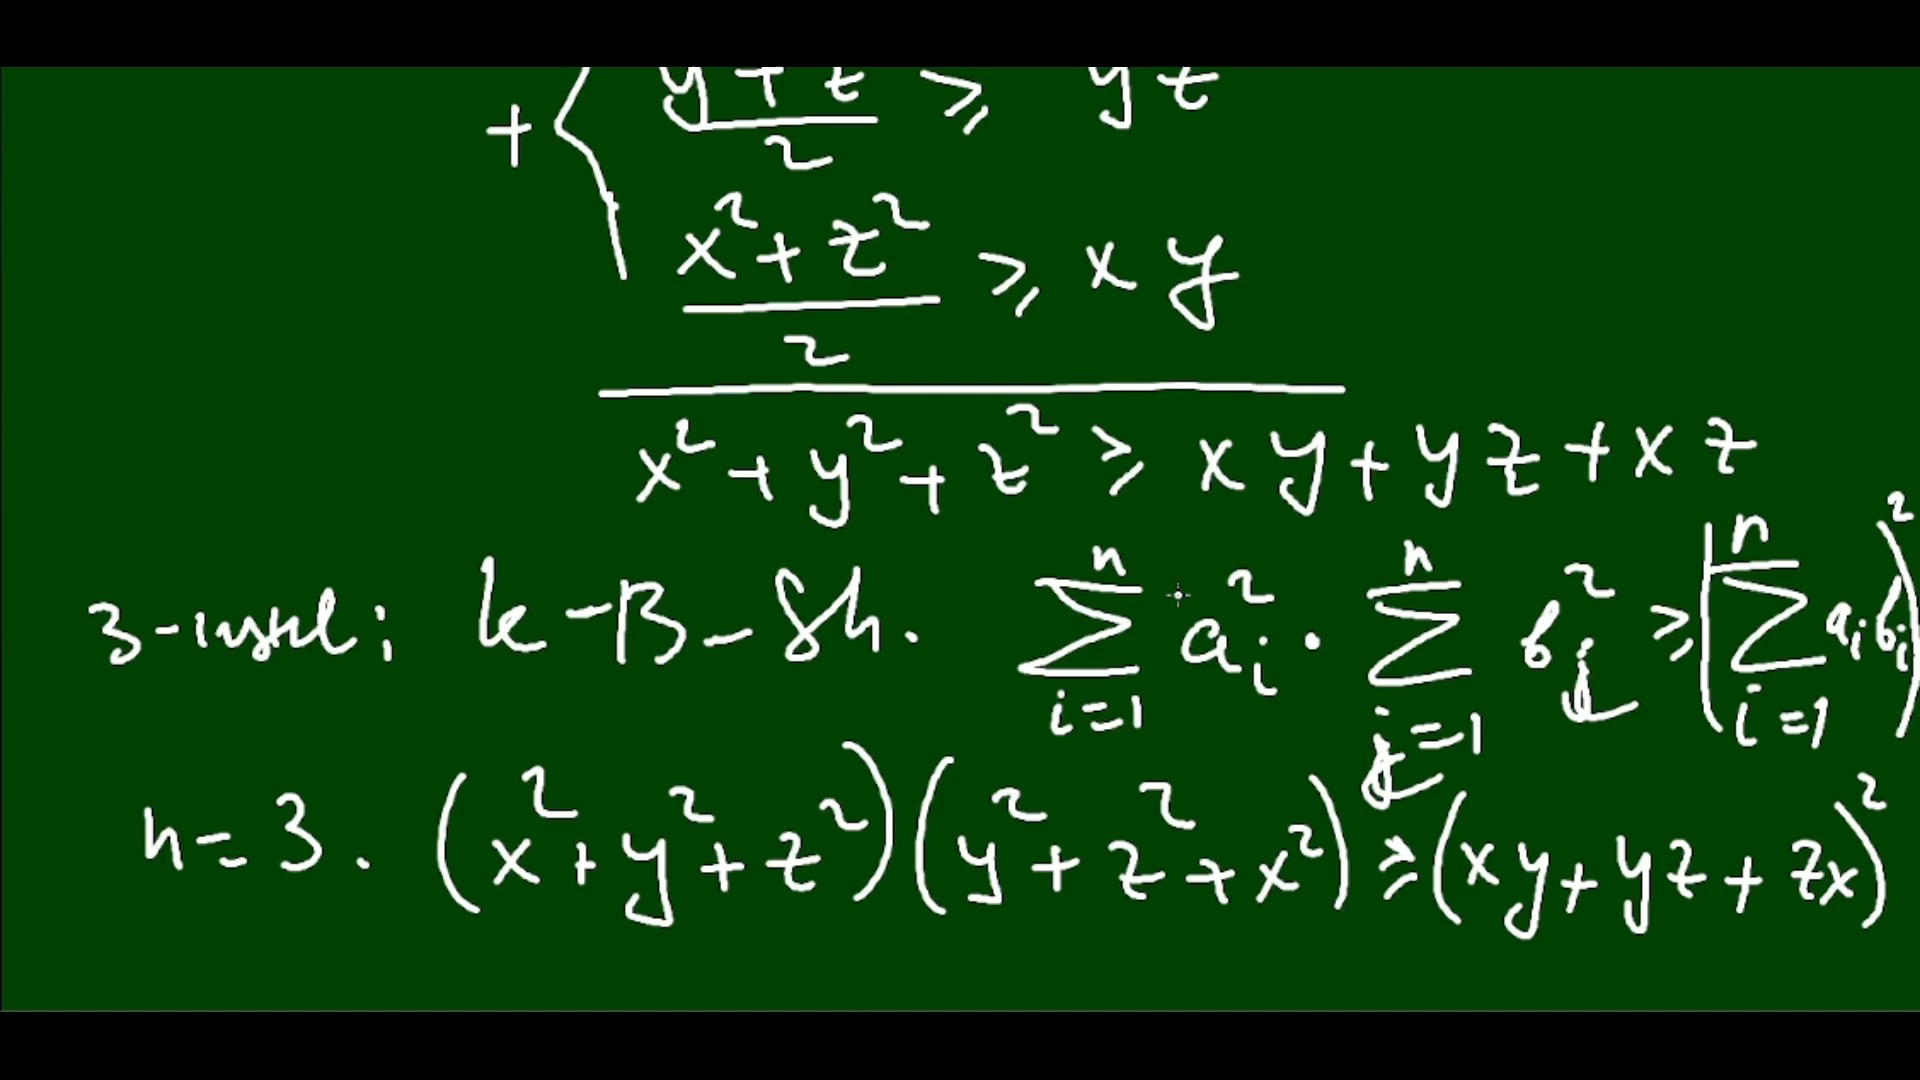 + { y + z / 2 ≥ yz
(x² + z²) / 2 ≥ xy
x² + y² + z² ≥ xy + yz + xz
3-usul: K-B-Sh. ∑_{i=1}^{n} a_i² · ∑_{j=1}^{n} b_j² ≥ (∑_{i=1}^{n} a_i b_i)²
n = 3. (x² + y² + z²)(y² + z² + x²) ≥ (xy + yz + zx)²